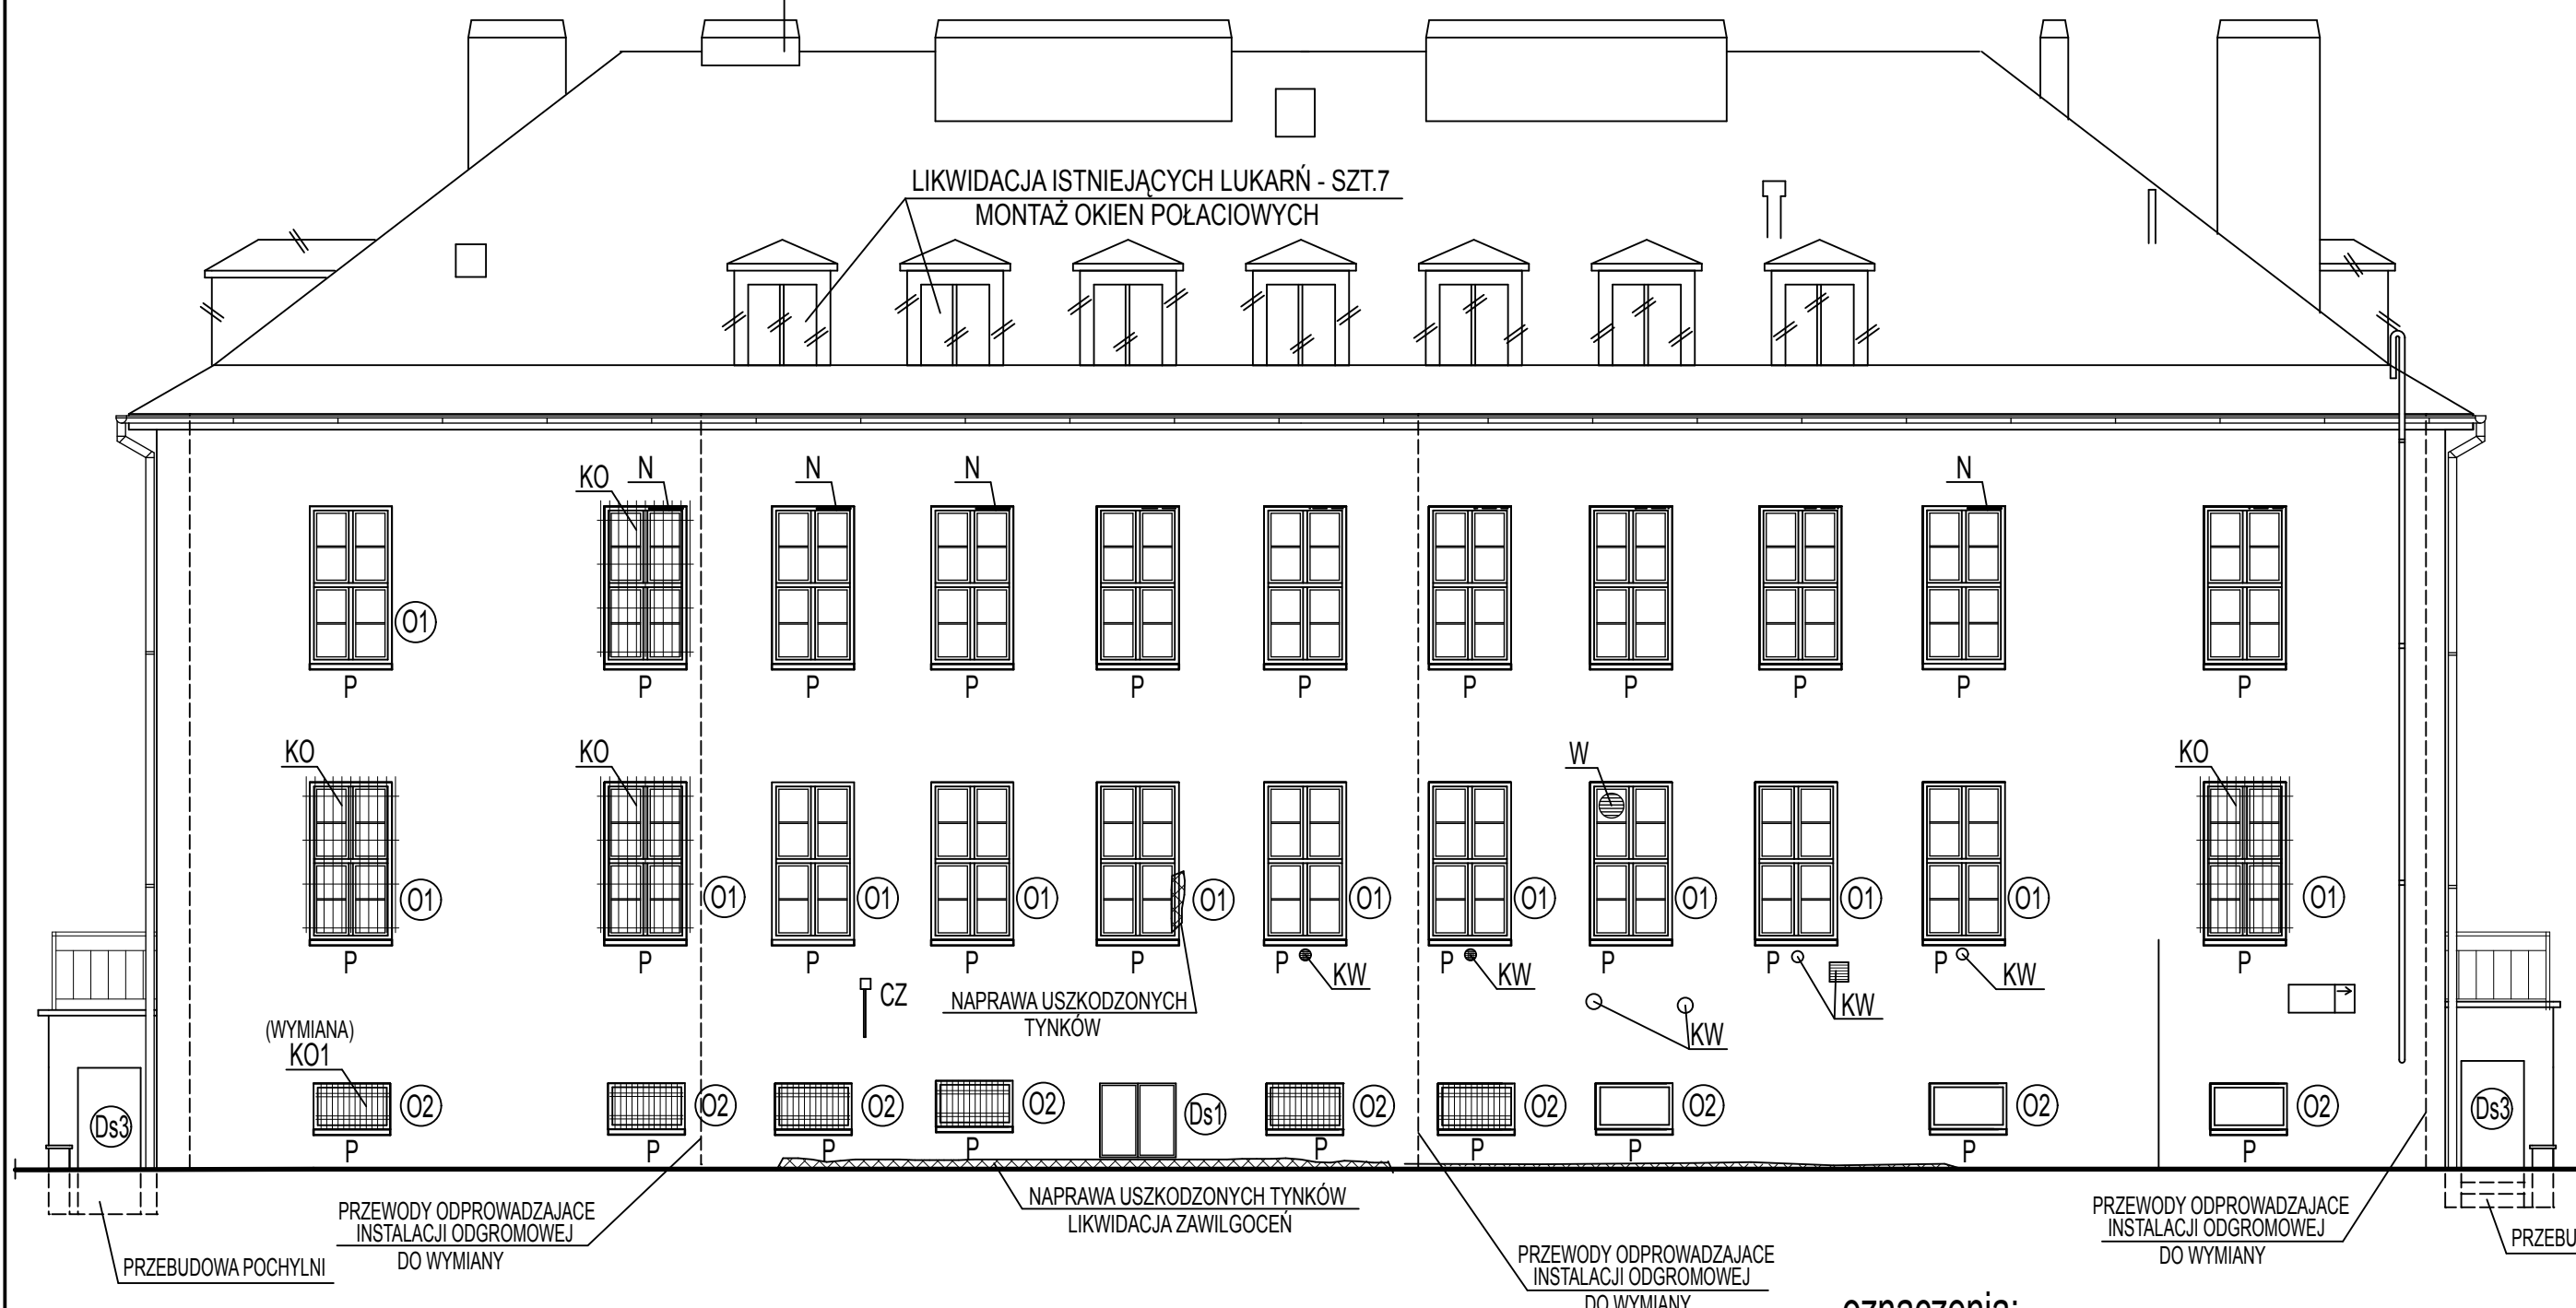 LIKWIDACJA ISTNIEJĄCYCH LUKARŃ - SZT.7
MONTAŻ OKIEN POŁACIOWYCH
KO N N N N
O1
P P P P P P P P P P P
KO KO W KO
O1 O1 O1 O1 O1 O1 O1 O1 O1 O1 O1
P P P P P P P P P P P
KW KW KW KW
CZ
NAPRAWA USZKODZONYCH
TYNKÓW
KW
(WYMIANA)
KO1
Ds3 O2 O2 O2 O2 Ds1 O2 O2 O2 O2 O2 Ds3
P P P P P P P P
NAPRAWA USZKODZONYCH TYNKÓW
LIKWIDACJA ZAWILGOCEŃ
PRZEWODY ODPROWADZAJACE
INSTALACJI ODGROMOWEJ
DO WYMIANY
PRZEBUDOWA POCHYLNI
PRZEWODY ODPROWADZAJACE
INSTALACJI ODGROMOWEJ
DO WYMIANY
PRZEWODY ODPROWADZAJACE
INSTALACJI ODGROMOWEJ
DO WYMIANY
PRZEBU
oznaczenia: